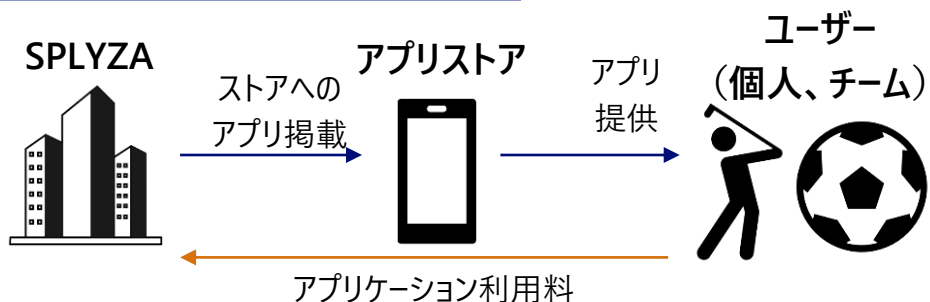 SPLYZA
ストアへの
アプリ掲載
アプリストア
アプリ
提供
ユーザー
（個人、チーム）
アプリケーション利用料